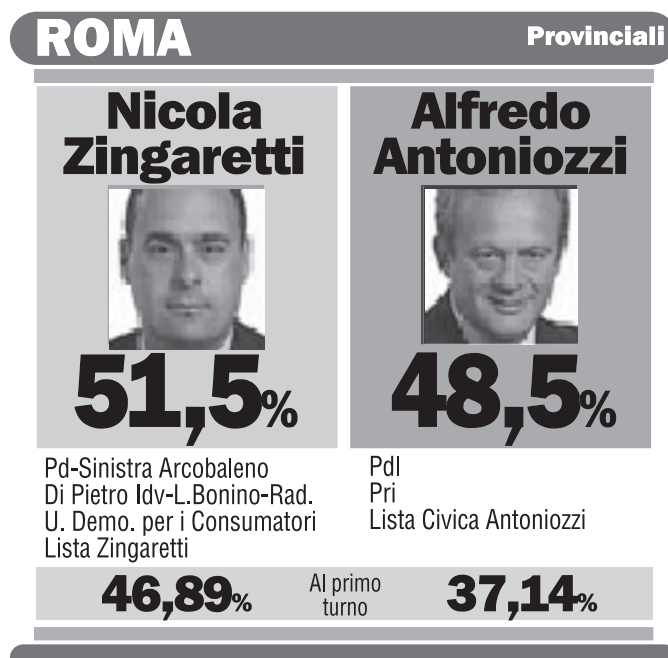 ROMA
Provinciali
Nicola
Zingaretti
51,5%
Pd-Sinistra Arcobaleno
Di Pietro Idv-L.Bonino-Rad.
U. Demo. per i Consumatori
Lista Zingaretti
Alfredo
Antoniozzi
48,5%
Pdl
Pri
Lista Civica Antoniozzi
46,89%
Al primo
turno
37,14%